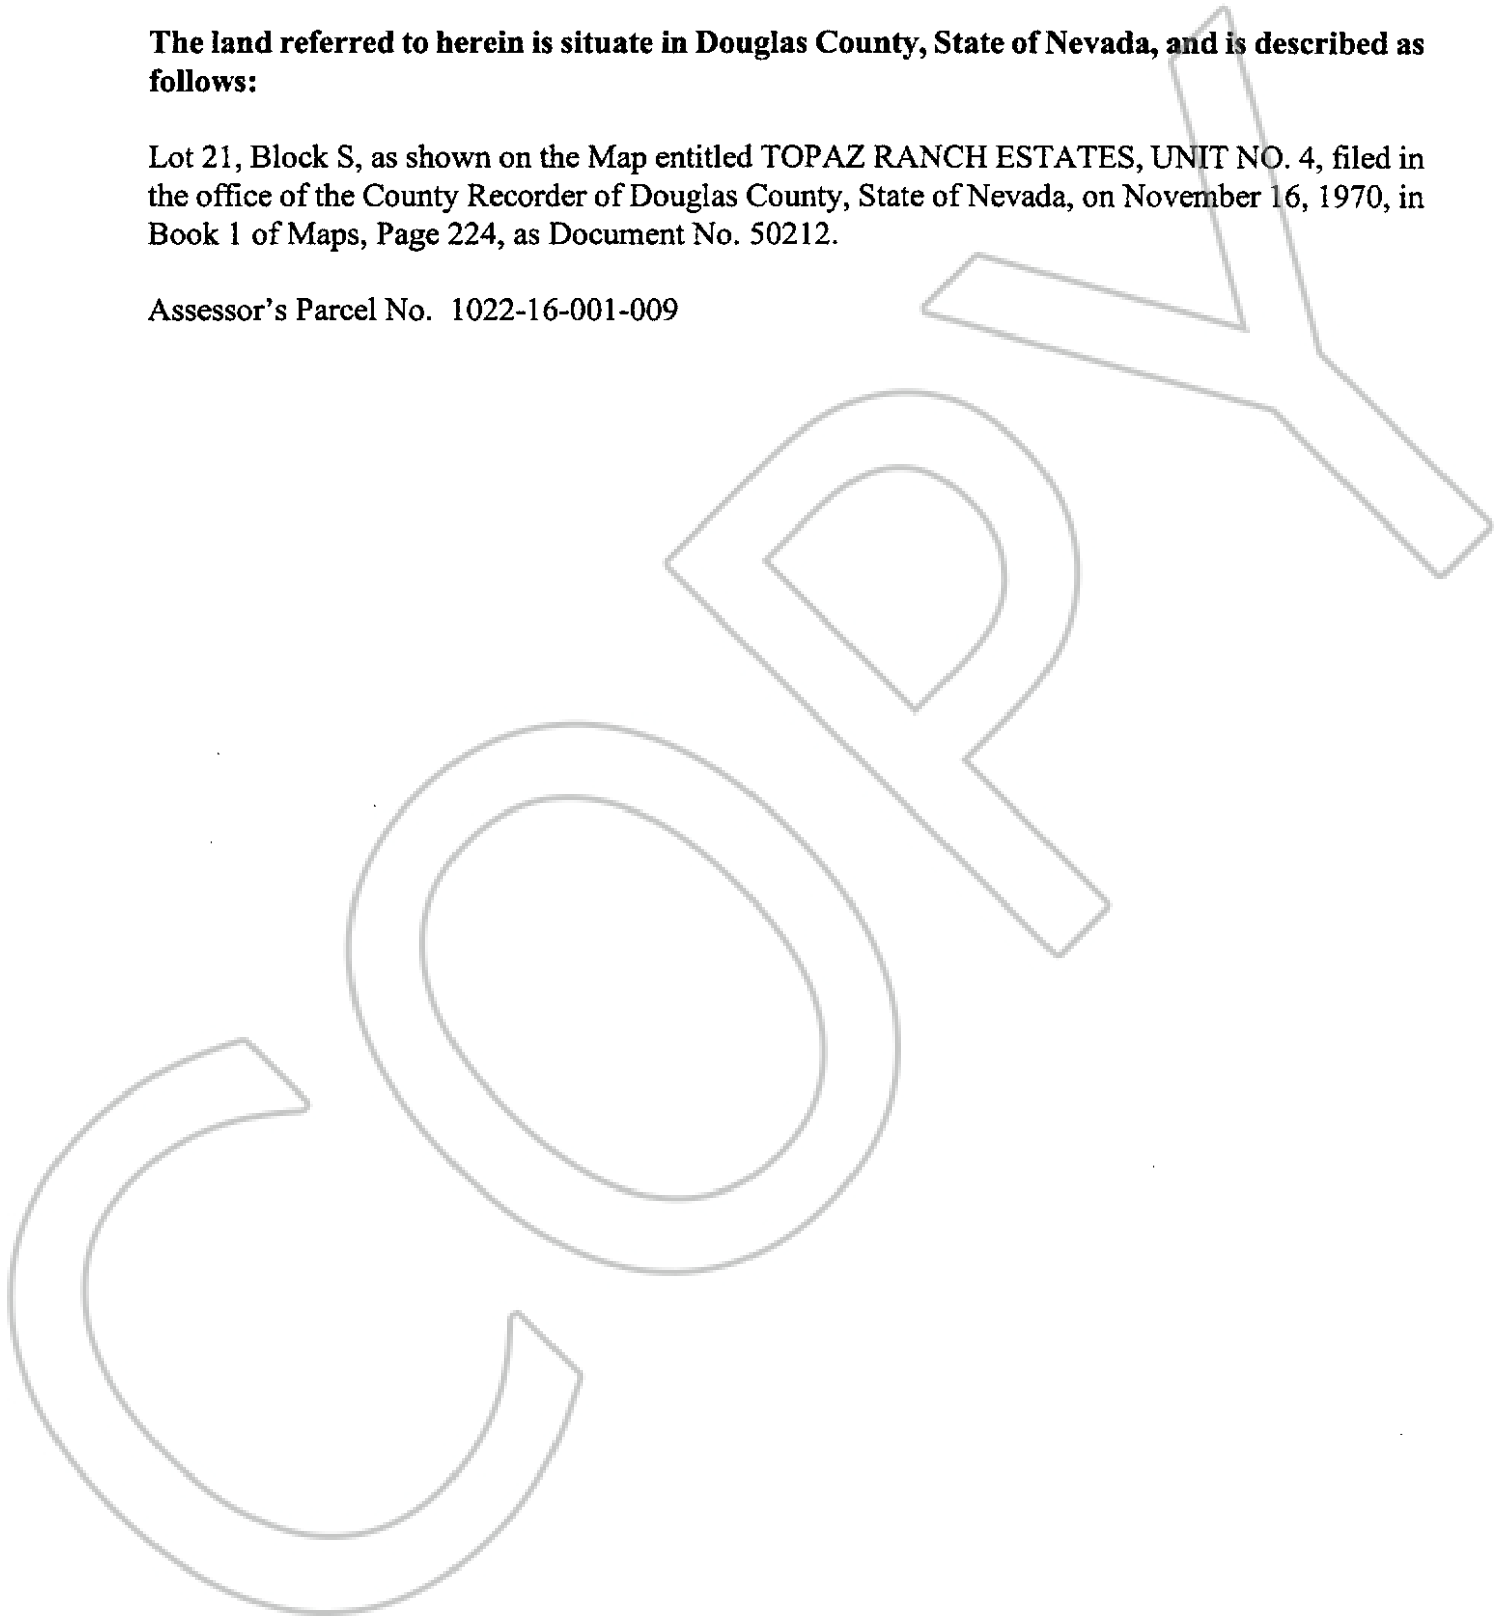 The land referred to herein is situate in Douglas County, State of Nevada, and is described as
follows:
Lot 21, Block S, as shown on the Map entitled TOPAZ RANCH ESTATES, UNIT NO. 4, filed in
the office of the County Recorder of Douglas County, State of Nevada, on November 16, 1970, in
Book 1 of Maps, Page 224, as Document No. 50212.
Assessor's Parcel No. 1022-16-001-009
COPY